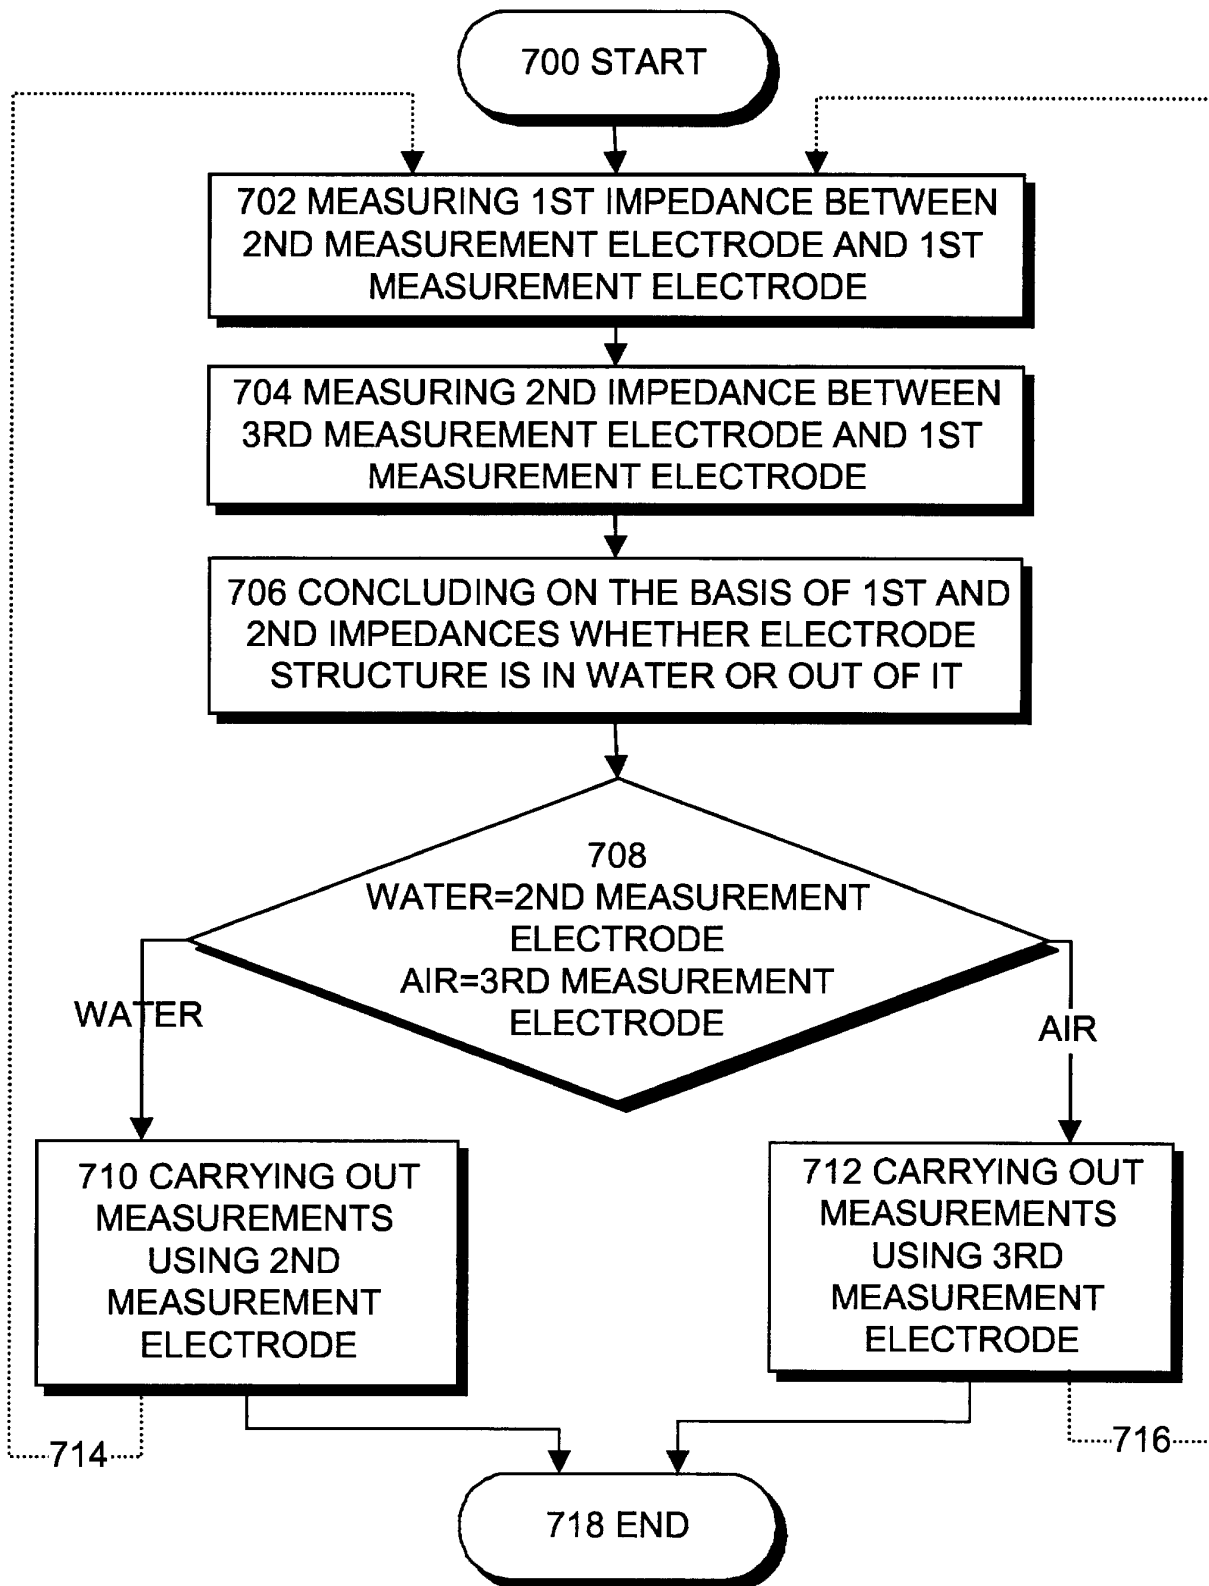 700 START
702 MEASURING 1ST IMPEDANCE BETWEEN
2ND MEASUREMENT ELECTRODE AND 1ST
MEASUREMENT ELECTRODE
704 MEASURING 2ND IMPEDANCE BETWEEN
3RD MEASUREMENT ELECTRODE AND 1ST
MEASUREMENT ELECTRODE
706 CONCLUDING ON THE BASIS OF 1ST AND
2ND IMPEDANCES WHETHER ELECTRODE
STRUCTURE IS IN WATER OR OUT OF IT
708
WATER=2ND MEASUREMENT
ELECTRODE
AIR=3RD MEASUREMENT
ELECTRODE
WATER
AIR
710 CARRYING OUT
MEASUREMENTS
USING 2ND
MEASUREMENT
ELECTRODE
712 CARRYING OUT
MEASUREMENTS
USING 3RD
MEASUREMENT
ELECTRODE
714
716
718 END